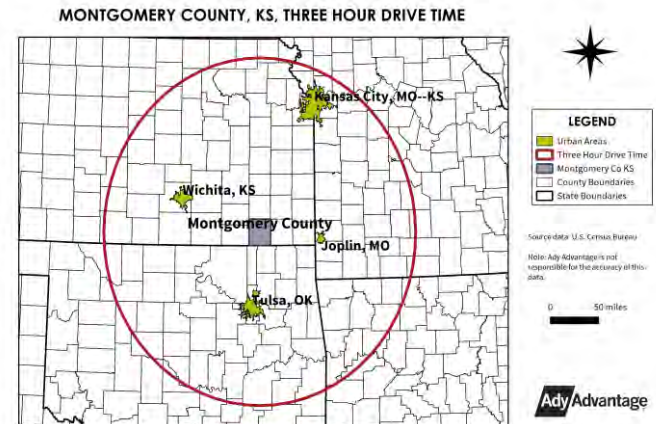 MONTGOMERY COUNTY, KS, THREE HOUR DRIVE TIME
Kansas City, MO--KS
Wichita, KS
Montgomery County
Joplin, MO
Tulsa, OK
LEGEND
Urban Areas
Three Hour Drive Time
Montgomery Co KS
County Boundaries
State Boundaries
Source data: U.S. Census Bureau
Note: Ady Advantage is not
responsible for the accuracy of this
data.
0 50 miles
Ady Advantage